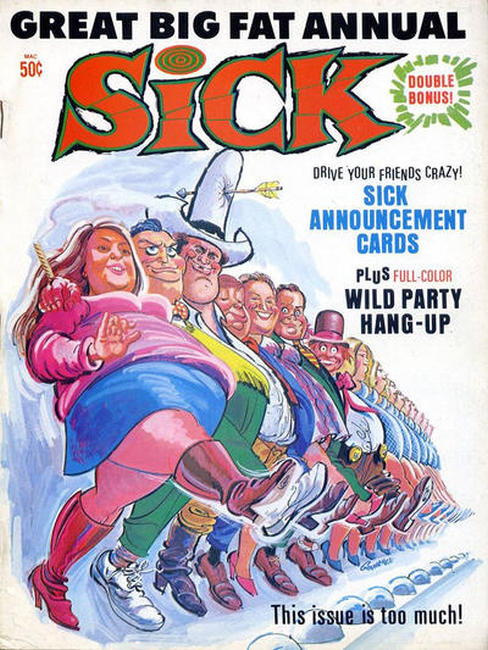 GREAT BIG FAT ANNUAL
MAC
50¢
SiCK
DOUBLE
BONUS!
DRIVE YOUR FRIENDS CRAZY!
SICK
ANNOUNCEMENT
CARDS
PLUS FULL-COLOR
WILD PARTY
HANG-UP
This issue is too much!